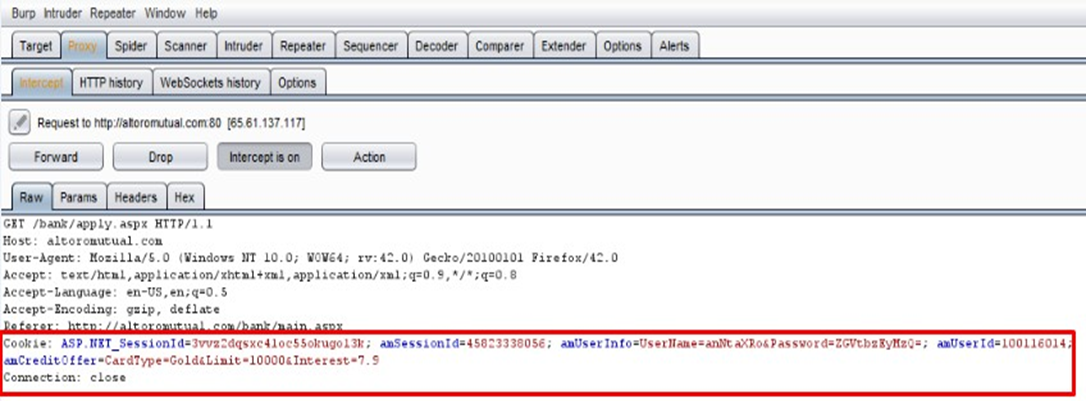 Burp Intruder Repeater Window Help
Target Proxy Spider Scanner Intruder Repeater Sequencer Decoder Comparer Extender Options Alerts
Intercept HTTP history WebSockets history Options
Request to http://altoromutual.com:80 [65.61.137.117]
Forward Drop Intercept is on Action
Raw Params Headers Hex
GET /bank/apply.aspx HTTP/1.1
Host: altoromutual.com
User-Agent: Mozilla/5.0 (Windows NT 10.0; WOW64; rv:42.0) Gecko/20100101 Firefox/42.0
Accept: text/html,application/xhtml+xml,application/xml;q=0.9,*/*;q=0.8
Accept-Language: en-US,en;q=0.5
Accept-Encoding: gzip, deflate
Referer: http://altoromutual.com/bank/main.aspx
Cookie: ASP.NET_SessionId=3vvz2dqsxc4loc55okugol3k; amSessionId=45823338056; amUserInfo=UserName=anNtaXRo&Password=ZGVtbzEyMzQ=; amUserId=100116014;
amCreditOffer=CardType=Gold&Limit=10000&Interest=7.9
Connection: close